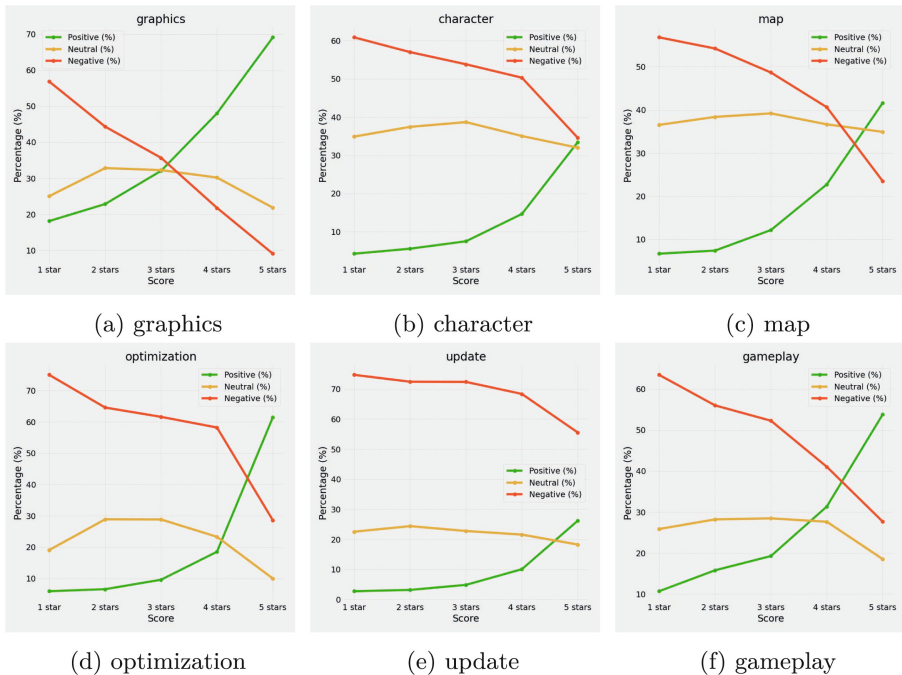 graphics
Positive (%)
Neutral (%)
Negative (%)
Percentage (%)
70
60
50
40
30
20
10
1 star 2 stars 3 stars 4 stars 5 stars
Score
(a) graphics
character
Positive (%)
Neutral (%)
Negative (%)
Percentage (%)
60
50
40
30
20
10
1 star 2 stars 3 stars 4 stars 5 stars
Score
(b) character
map
Positive (%)
Neutral (%)
Negative (%)
Percentage (%)
50
40
30
20
10
1 star 2 stars 3 stars 4 stars 5 stars
Score
(c) map
optimization
Positive (%)
Neutral (%)
Negative (%)
Percentage (%)
70
60
50
40
30
20
10
1 star 2 stars 3 stars 4 stars 5 stars
Score
(d) optimization
update
Positive (%)
Neutral (%)
Negative (%)
Percentage (%)
70
60
50
40
30
20
10
0
1 star 2 stars 3 stars 4 stars 5 stars
Score
(e) update
gameplay
Positive (%)
Neutral (%)
Negative (%)
Percentage (%)
60
50
40
30
20
10
1 star 2 stars 3 stars 4 stars 5 stars
Score
(f) gameplay